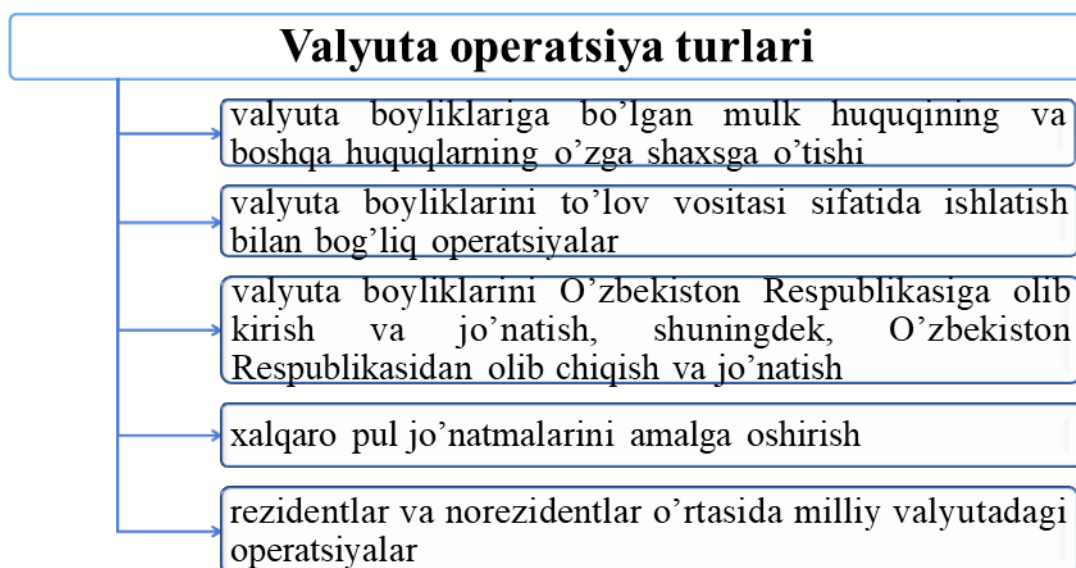 Valyuta operatsiya turlari
valyuta boyliklariga bo’lgan mulk huquqining va
boshqa huquqlarning o’zga shaxsga o’tishi
valyuta boyliklarini to’lov vositasi sifatida ishlatish
bilan bog’liq operatsiyalar
valyuta boyliklarini O’zbekiston Respublikasiga olib
kirish va jo’natish, shuningdek, O’zbekiston
Respublikasidan olib chiqish va jo’natish
xalqaro pul jo’natmalarini amalga oshirish
rezidentlar va norezidentlar o’rtasida milliy valyutadagi
operatsiyalar